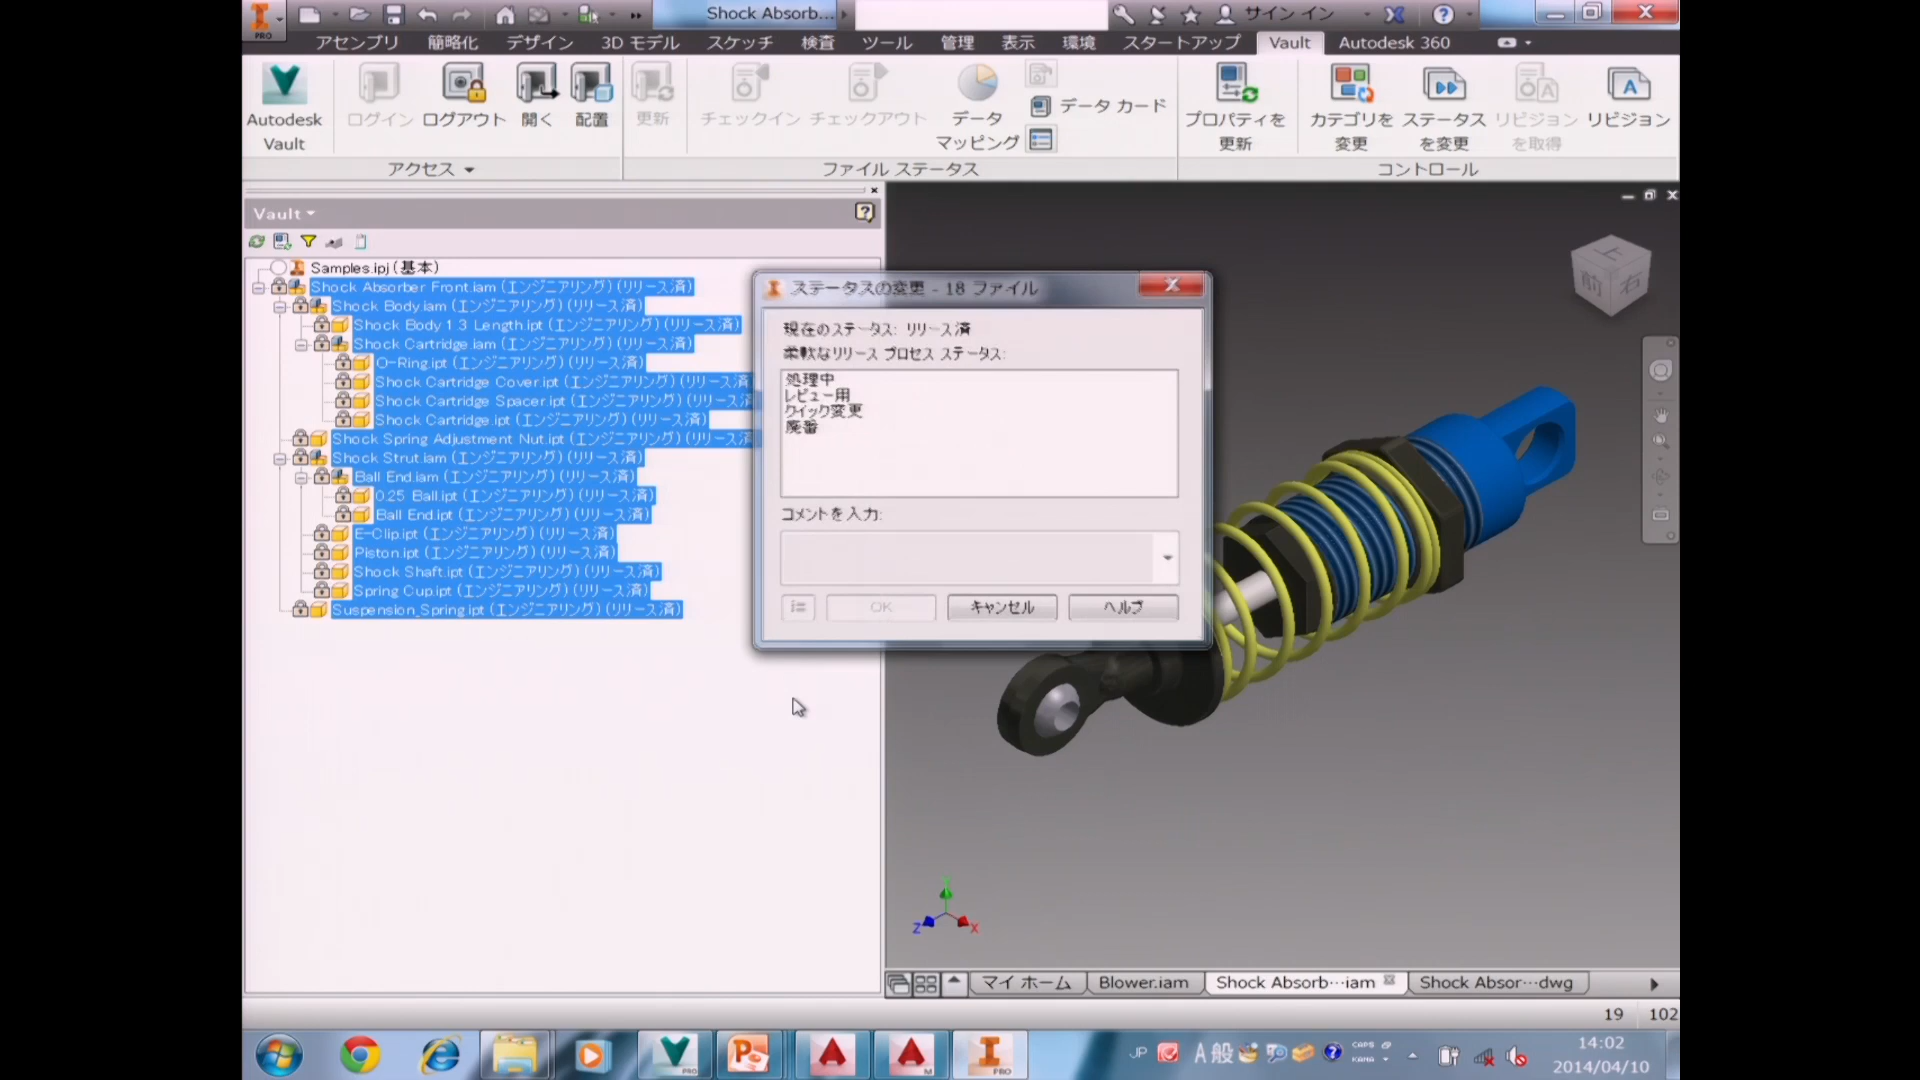 Shock Absorb...
サイン イン
PRO
アセンブリ 簡略化 デザイン 3D モデル スケッチ 検査 ツール 管理 表示 環境 スタートアップ Vault Autodesk 360
Autodesk Vault
ログイン
ログアウト
開く
配置
更新
チェックイン
チェックアウト
データ マッピング
データ カード
プロパティを 更新
カテゴリを 変更
ステータス を変更
リビジョン を取得
リビジョン
アクセス
ファイル ステータス
コントロール
Vault
Samples.ipj (基本)
Shock Absorber Front.iam (エンジニアリング) (リリース済)
Shock Body.iam (エンジニアリング) (リリース済)
Shock Body 1 3 Length.ipt (エンジニアリング) (リリース済)
Shock Cartridge.iam (エンジニアリング) (リリース済)
O-Ring.ipt (エンジニアリング) (リリース済)
Shock Cartridge Cover.ipt (エンジニアリング) (リリース済
Shock Cartridge Spacer.ipt (エンジニアリング) (リリース済
Shock Cartridge.ipt (エンジニアリング) (リリース済)
Shock Spring Adjustment Nut.ipt (エンジニアリング) (リリース済
Shock Strut.iam (エンジニアリング) (リリース済)
Ball End.iam (エンジニアリング) (リリース済)
0.25 Ball.ipt (エンジニアリング) (リリース済)
Ball End.ipt (エンジニアリング) (リリース済)
E-Clip.ipt (エンジニアリング) (リリース済)
Piston.ipt (エンジニアリング) (リリース済)
Shock Shaft.ipt (エンジニアリング) (リリース済)
Spring Cup.ipt (エンジニアリング) (リリース済)
Suspension_Spring.ipt (エンジニアリング) (リリース済)
ステータスの変更 - 18 ファイル
現在のステータス: リリース済
柔軟なリリース プロセス ステータス:
処理中
レビュー用
クイック変更
廃番
コメントを入力:
OK キャンセル ヘルプ
上
前 右
Y
Z X
マイ ホーム Blower.iam Shock Absorb...iam Shock Absor...dwg
19 102
JP A般 CAPS KANA
14:02
2014/04/10